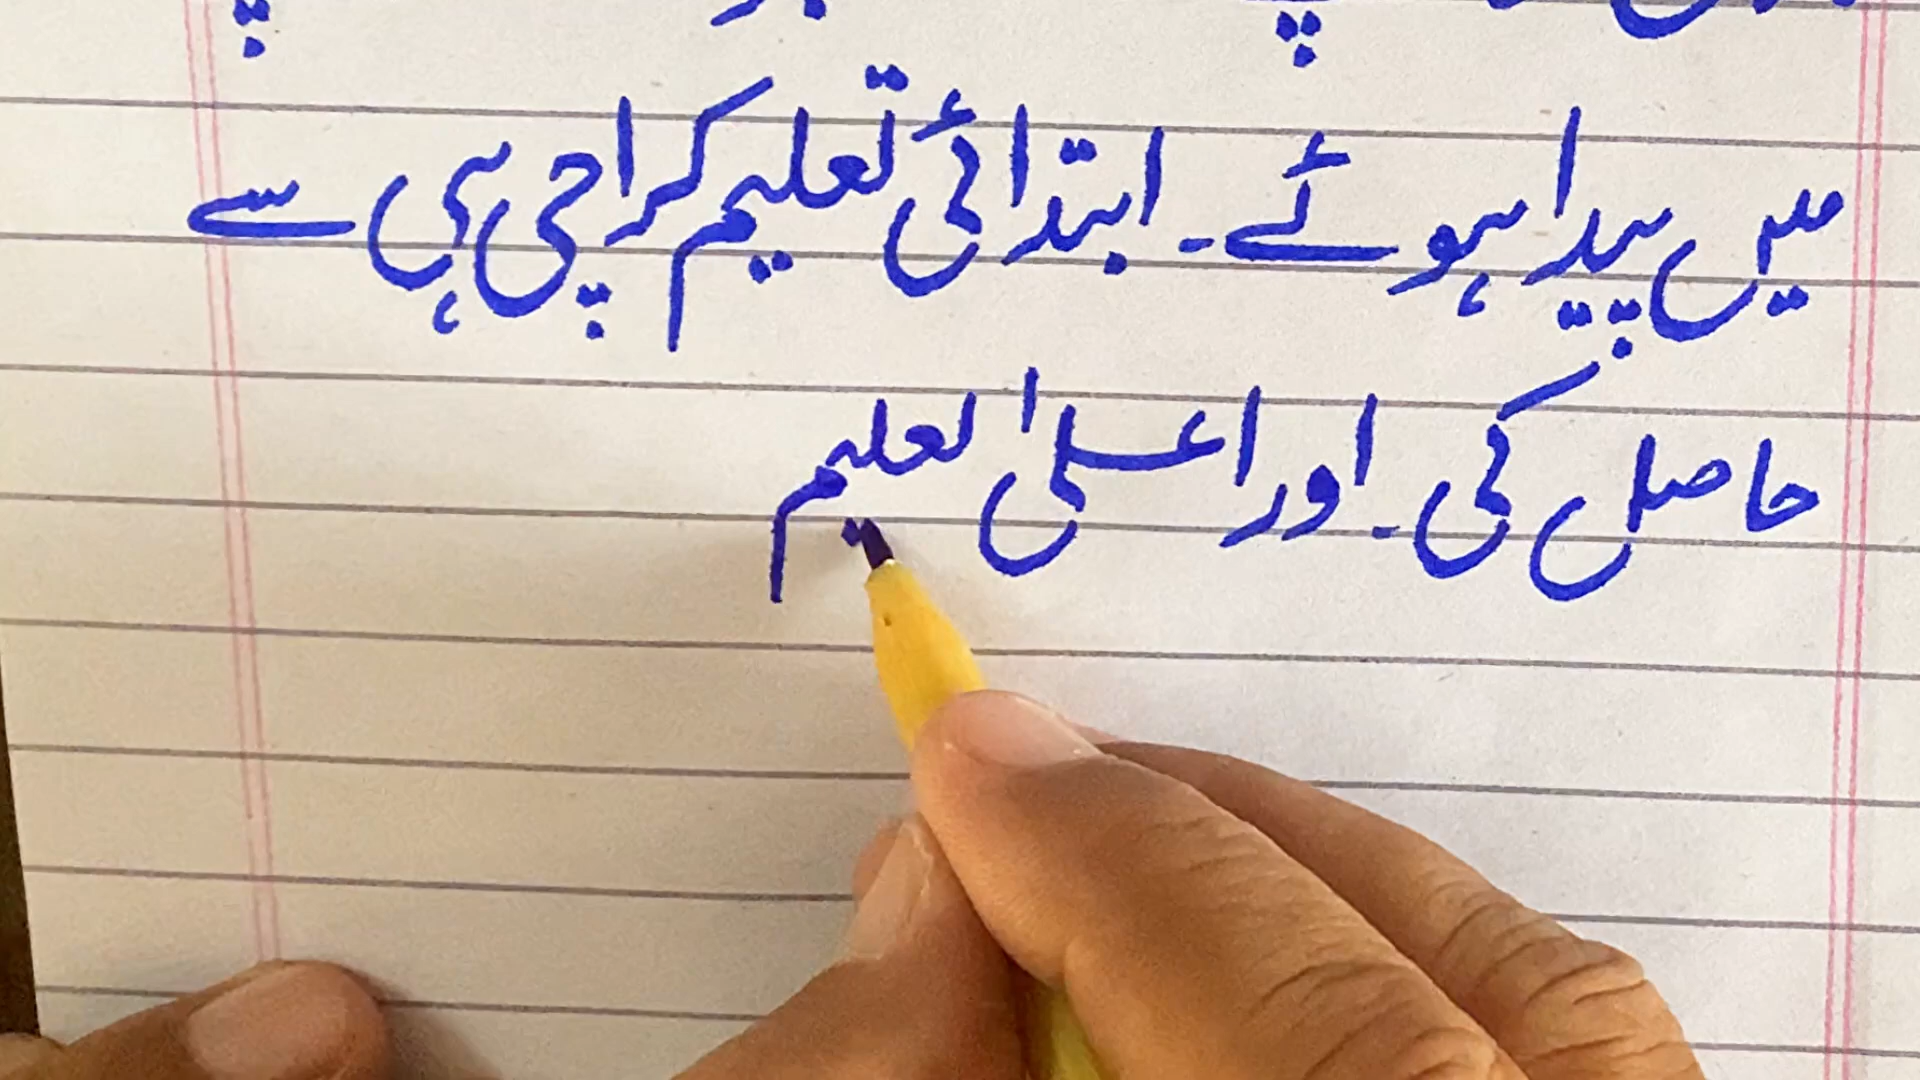 میں پیدا ہوئے۔ ابتدائی تعلیم کراچی ہی سے
حاصل کی۔ اور اعلیٰ تعلیم